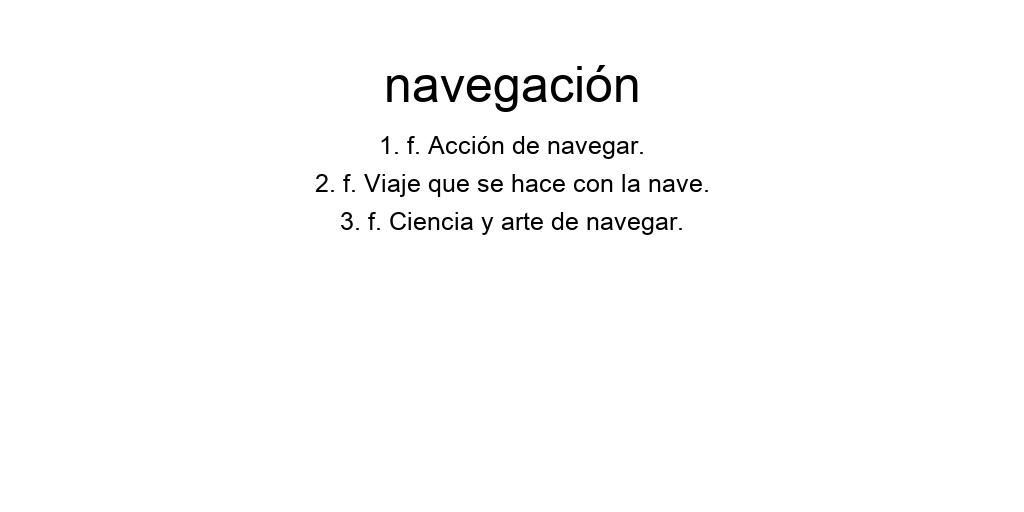 navegación
1. f. Acción de navegar.
2. f. Viaje que se hace con la nave.
3. f. Ciencia y arte de navegar.